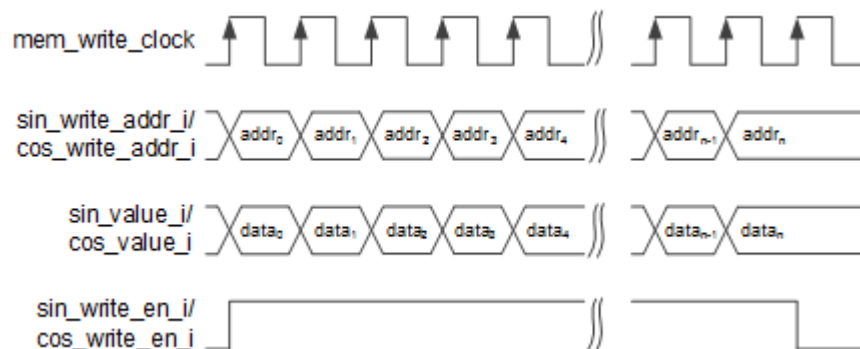 mem_write_clock
sin_write_addr_i/
cos_write_addr_i
addr₀ addr₁ addr₂ addr₃ addr₄ addrₙ₋₁ addrₙ
sin_value_i/
cos_value_i
data₀ data₁ data₂ data₃ data₄ dataₙ₋₁ dataₙ
sin_write_en_i/
cos_write_en_i